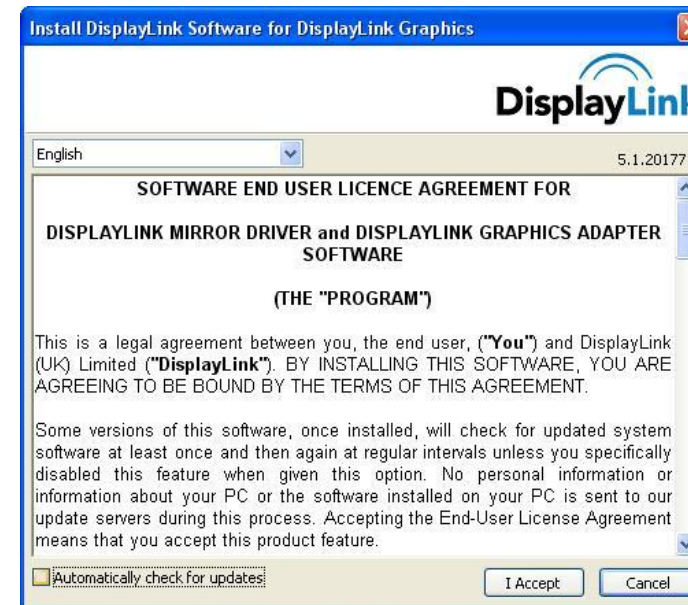 Install DisplayLink Software for DisplayLink Graphics
DisplayLink
English
5.1.20177
SOFTWARE END USER LICENCE AGREEMENT FOR
DISPLAYLINK MIRROR DRIVER and DISPLAYLINK GRAPHICS ADAPTER
SOFTWARE
(THE "PROGRAM")
This is a legal agreement between you, the end user, ("You") and DisplayLink
(UK) Limited ("DisplayLink"). BY INSTALLING THIS SOFTWARE, YOU ARE
AGREEING TO BE BOUND BY THE TERMS OF THIS AGREEMENT.
Some versions of this software, once installed, will check for updated system
software at least once and then again at regular intervals unless you specifically
disabled this feature when given this option. No personal information or
information about your PC or the software installed on your PC is sent to our
update servers during this process. Accepting the End-User License Agreement
means that you accept this product feature.
Automatically check for updates
I Accept
Cancel